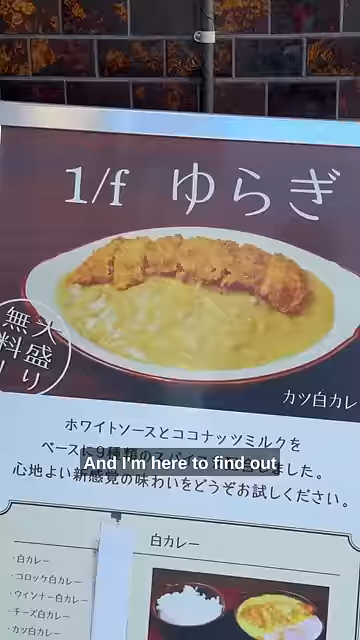 1/f ゆらぎ
大盛り
無料
カツ白カレ
ホワイトソースとココナッツミルクを
ベースに9種類のスパイ
ました。
And I'm here to find out
心地よい新感覚の味わいをどうぞお試しください。
白カレー
・白カレー
・コロッケ白カレー
・ウィンナー白カレー
・チーズ白カレー
・カツ白カレー